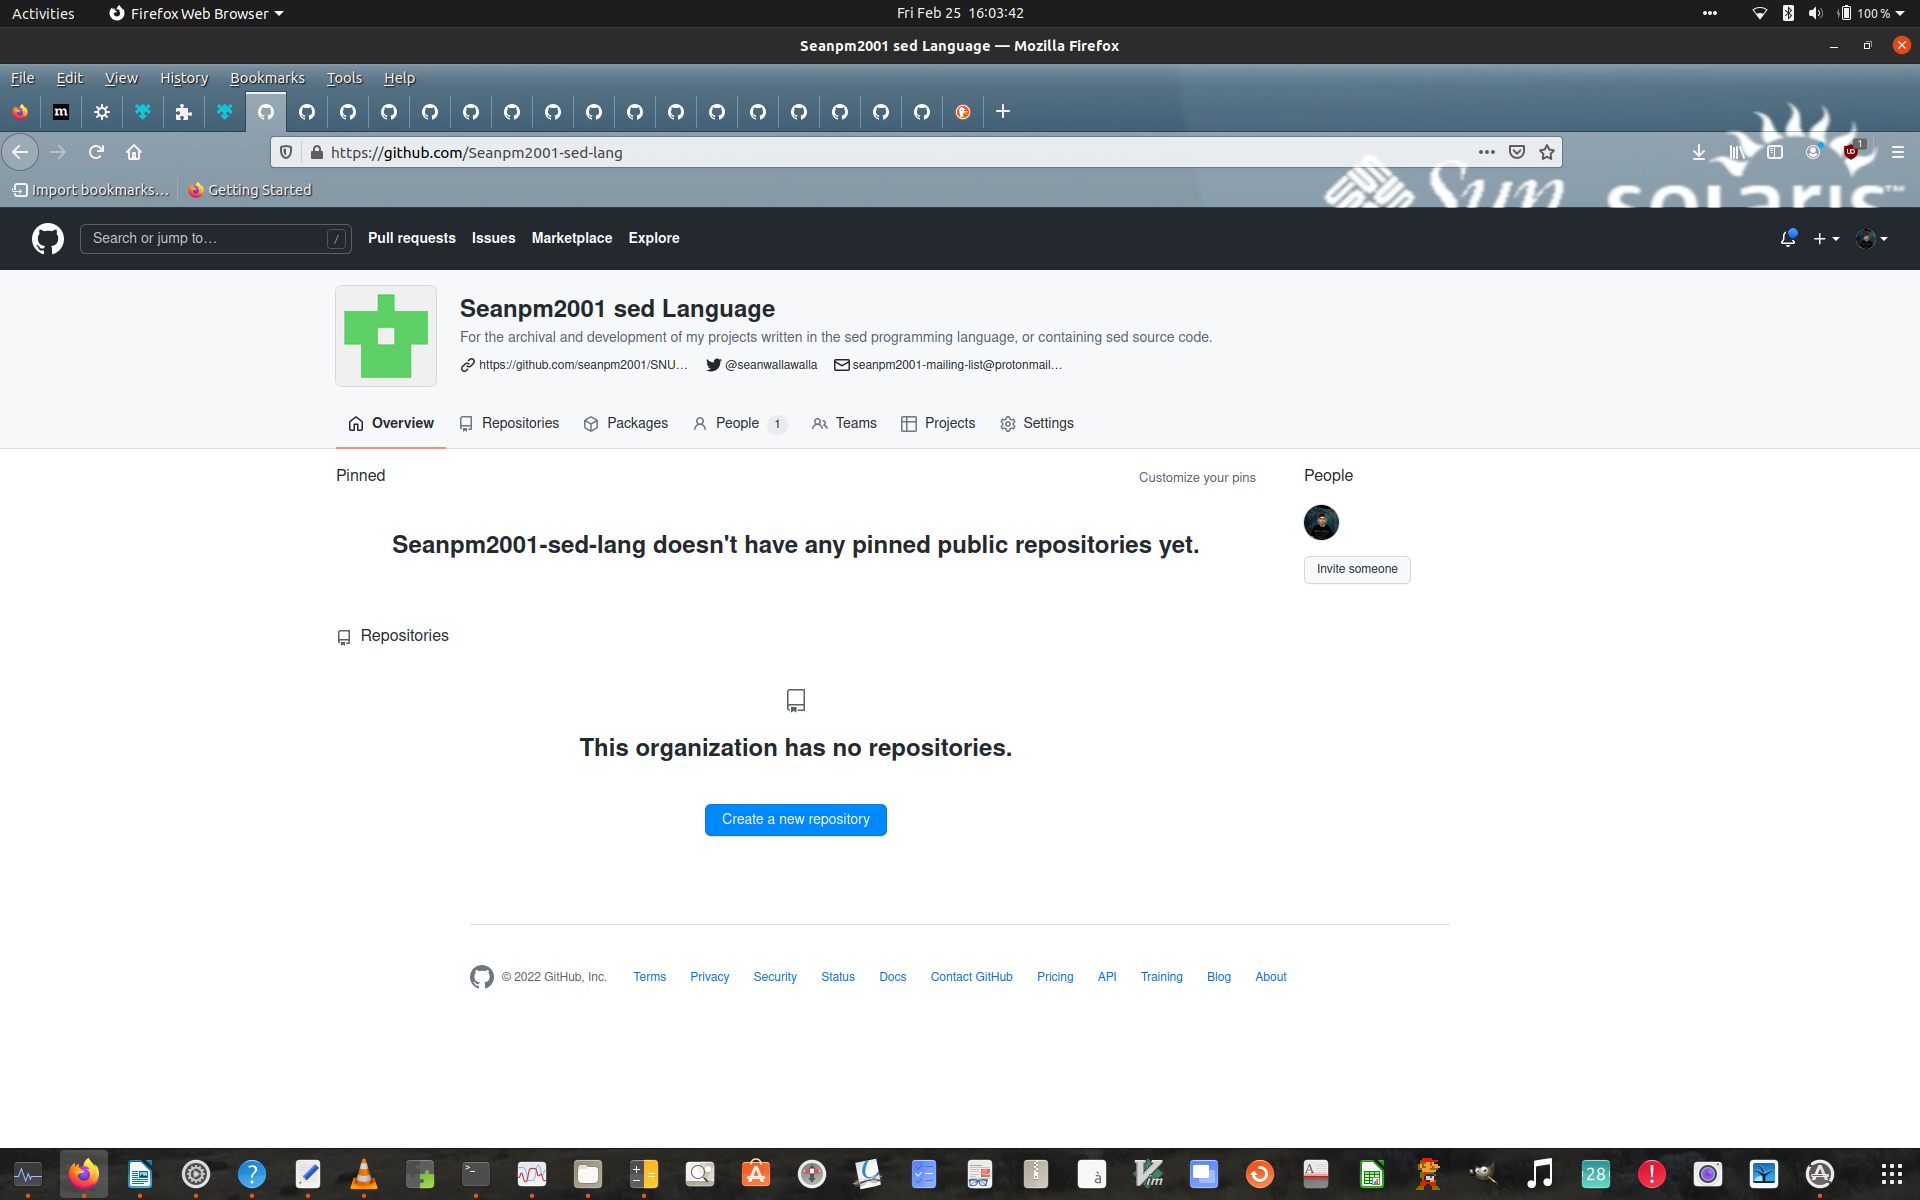 Activities Firefox Web Browser Fri Feb 25 16:03:42 100 %
Seanpm2001 sed Language — Mozilla Firefox
File Edit View History Bookmarks Tools Help
https://github.com/Seanpm2001-sed-lang 1
Import bookmarks… Getting Started
Sun solaris™
Search or jump to… / Pull requests Issues Marketplace Explore
Seanpm2001 sed Language
For the archival and development of my projects written in the sed programming language, or containing sed source code.
https://github.com/seanpm2001/SNU… @seanwallawalla seanpm2001-mailing-list@protonmail…
Overview Repositories Packages People 1 Teams Projects Settings
Pinned Customize your pins People
Seanpm2001-sed-lang doesn't have any pinned public repositories yet.
Invite someone
Repositories
This organization has no repositories.
Create a new repository
© 2022 GitHub, Inc. Terms Privacy Security Status Docs Contact GitHub Pricing API Training Blog About
28